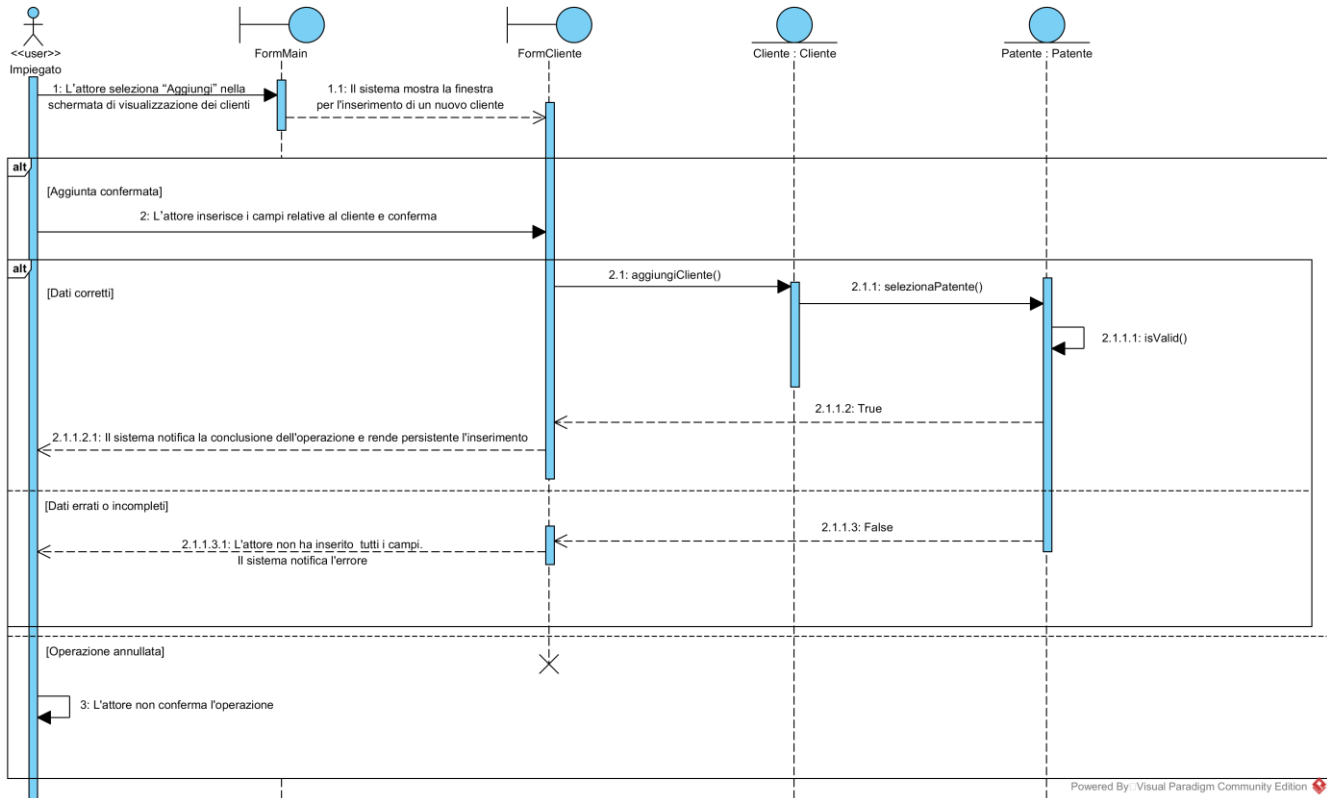 <<user>>
Impiegato
FormMain
FormCliente
Cliente : Cliente
Patente : Patente
1: L'attore seleziona “Aggiungi” nella
schermata di visualizzazione dei clienti
1.1: Il sistema mostra la finestra
per l'inserimento di un nuovo cliente
alt
[Aggiunta confermata]
2: L'attore inserisce i campi relative al cliente e conferma
alt
[Dati corretti]
2.1: aggiungiCliente()
2.1.1: selezionaPatente()
2.1.1.1: isValid()
2.1.1.2: True
2.1.1.2.1: Il sistema notifica la conclusione dell'operazione e rende persistente l'inserimento
[Dati errati o incompleti]
2.1.1.3: False
2.1.1.3.1: L'attore non ha inserito tutti i campi.
Il sistema notifica l'errore
[Operazione annullata]
3: L'attore non conferma l'operazione
Powered By Visual Paradigm Community Edition